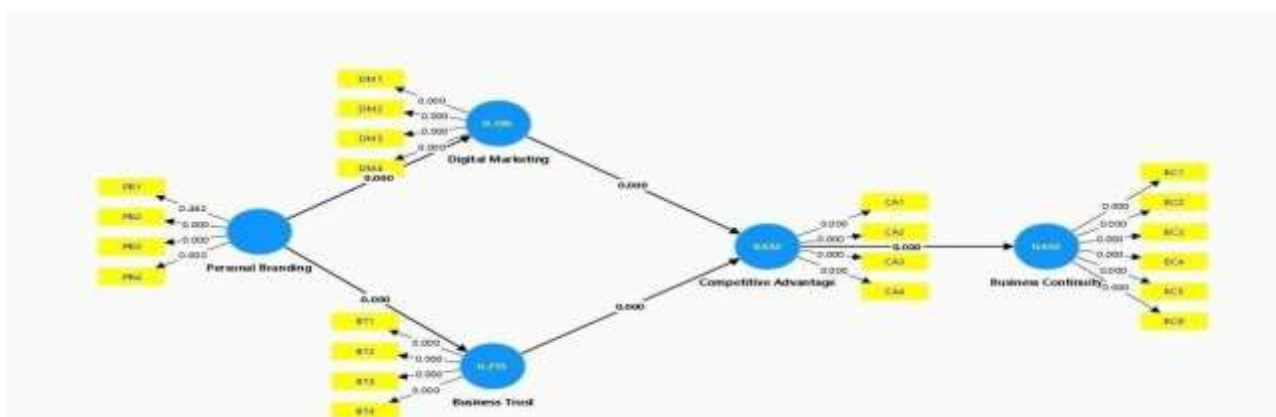 DM1
DM2
DM3
DM4
0.000
0.000
0.000
0.000
Digital Marketing
0.000
0.000
PB1
PB2
PB3
PB4
0.000
0.000
0.000
Personal Branding
0.000
CA1
CA2
CA3
CA4
0.000
0.000
0.000
0.000
Competitive Advantage
0.000
BC1
BC2
BC3
BC4
BC5
0.000
0.000
0.000
0.000
0.000
0.000
Business Continuity
0.000
BT1
BT2
BT3
BT4
0.000
0.000
0.000
0.000
Business Trust